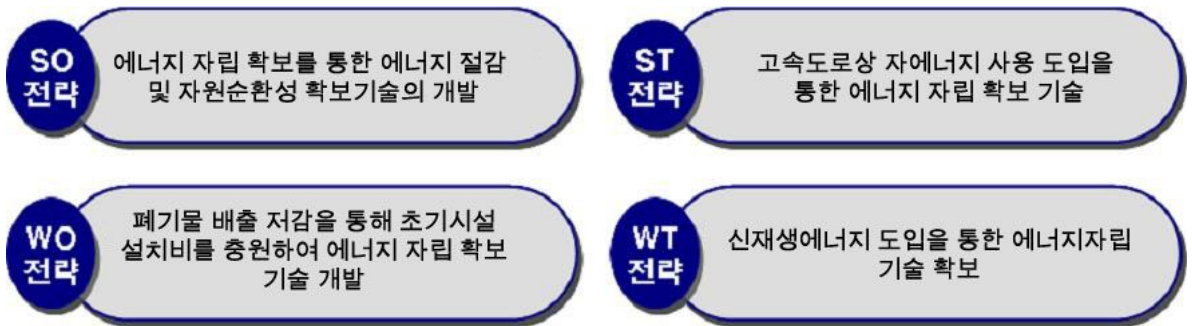 SO
전략
에너지 자립 확보를 통한 에너지 절감
및 자원순환성 확보기술의 개발
ST
전략
고속도로상 자에너지 사용 도입을
통한 에너지 자립 확보 기술
WO
전략
폐기물 배출 저감을 통해 초기시설
설치비를 충원하여 에너지 자립 확보
기술 개발
WT
전략
신재생에너지 도입을 통한 에너지자립
기술 확보